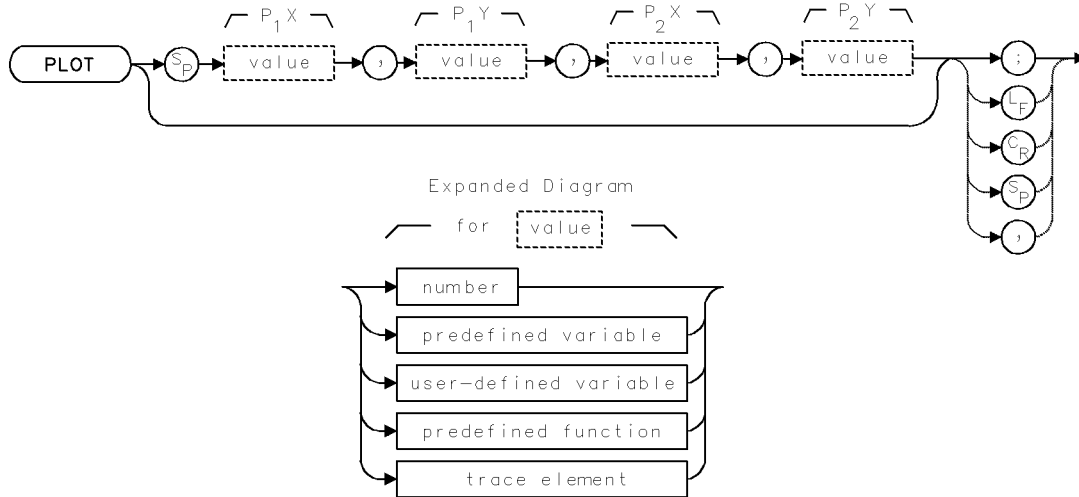 P1X P1Y P2X P2Y
PLOT SP value , value , value , value ;
LF
CR
SP
,
Expanded Diagram
for value
number
predefined variable
user-defined variable
predefined function
trace element